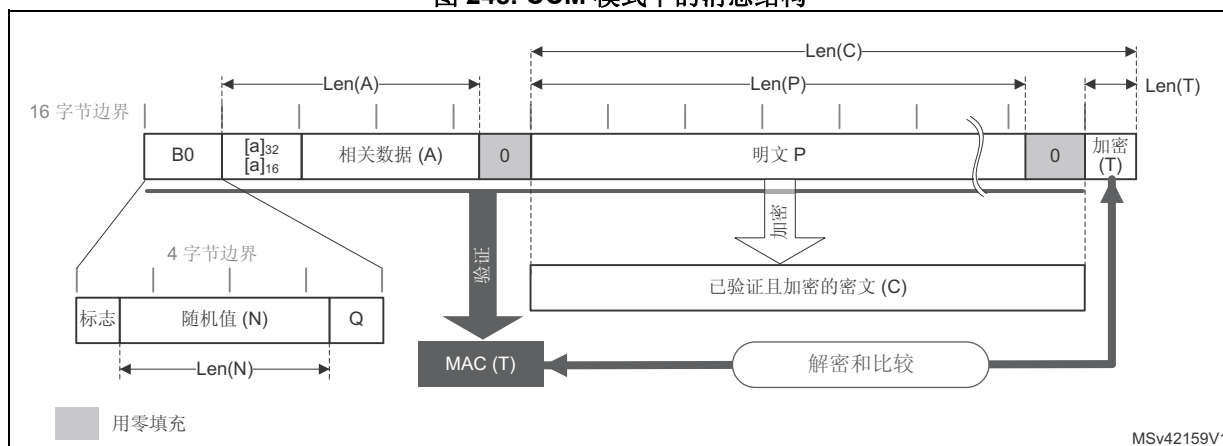 图 CCM 模式下的消息结构
Len(C)
Len(A) Len(P) Len(T)
16 字节边界
B0 [a]32 [a]16 相关数据 (A) 0 明文 P 0 加密 (T)
加密
4 字节边界
验证
已验证且加密的密文 (C)
标志 随机值 (N) Q
MAC (T) 解密和比较
Len(N)
用零填充
MSv42159V1